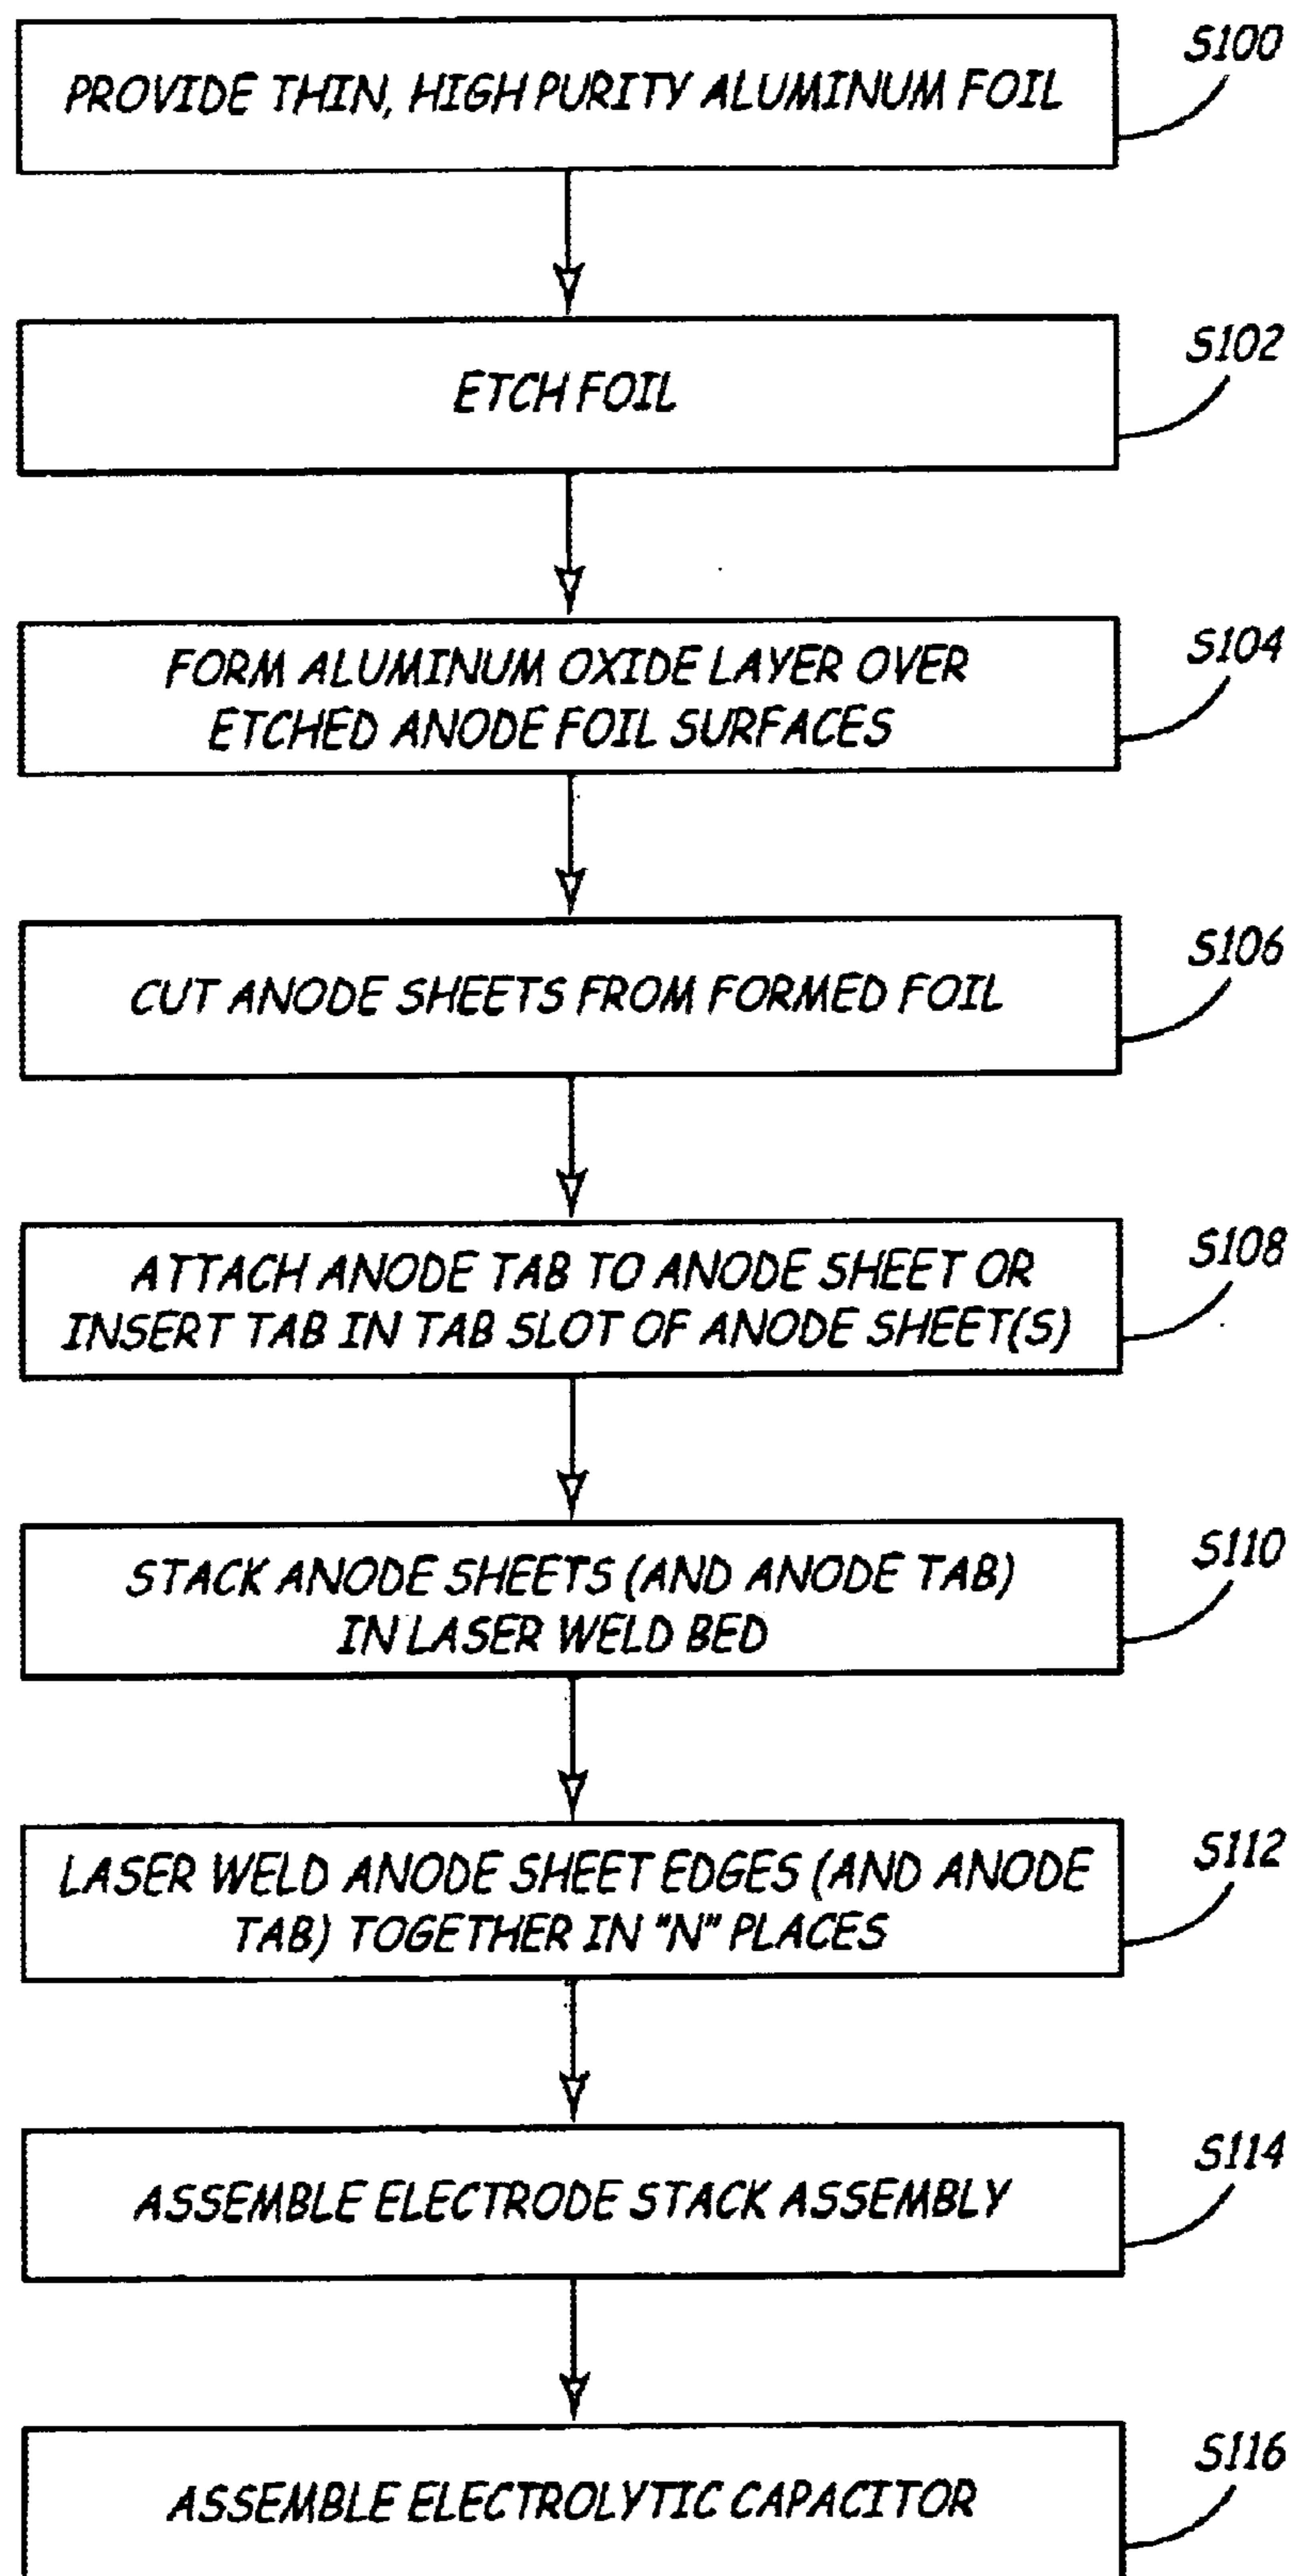 PROVIDE THIN, HIGH PURITY ALUMINUM FOIL
S100
ETCH FOIL
S102
FORM ALUMINUM OXIDE LAYER OVER
ETCHED ANODE FOIL SURFACES
S104
CUT ANODE SHEETS FROM FORMED FOIL
S106
ATTACH ANODE TAB TO ANODE SHEET OR
INSERT TAB IN TAB SLOT OF ANODE SHEET(S)
S108
STACK ANODE SHEETS (AND ANODE TAB)
IN LASER WELD BED
S110
LASER WELD ANODE SHEET EDGES (AND ANODE
TAB) TOGETHER IN "N" PLACES
S112
ASSEMBLE ELECTRODE STACK ASSEMBLY
S114
ASSEMBLE ELECTROLYTIC CAPACITOR
S116